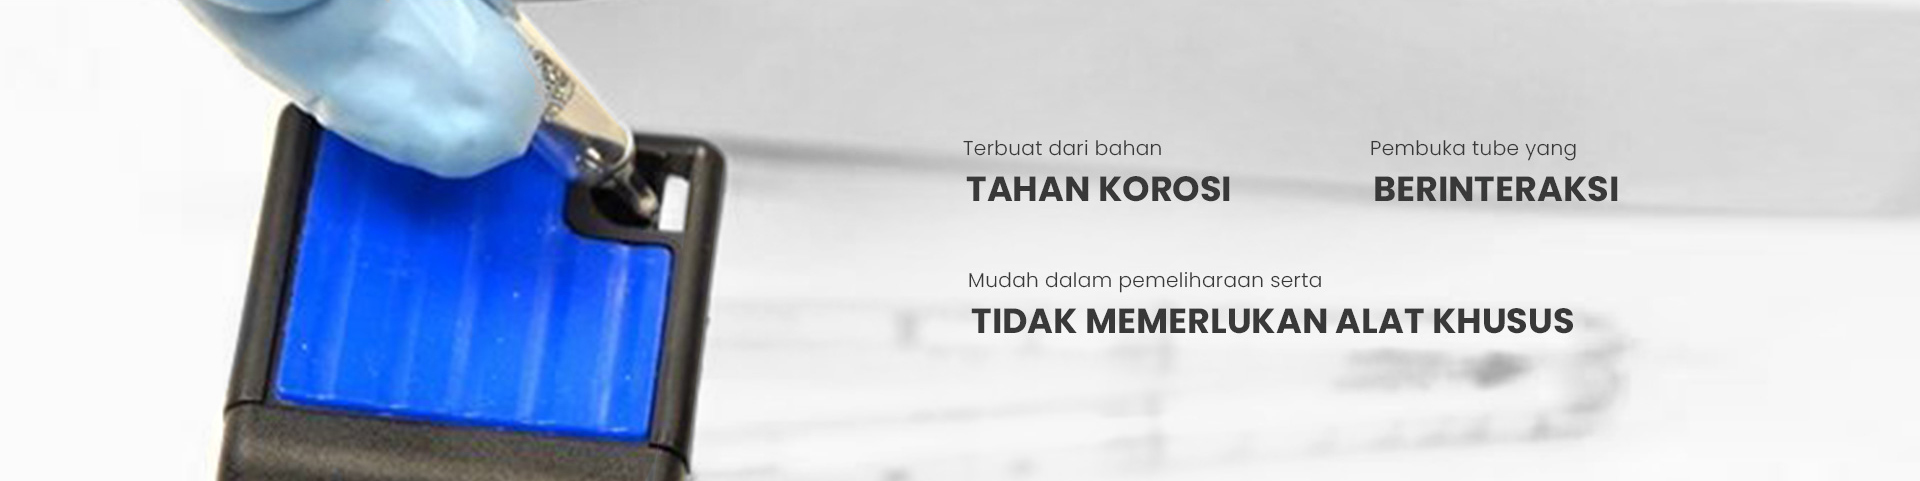 Terbuat dari bahan
TAHAN KOROSI
Pembuka tube yang
BERINTERAKSI
Mudah dalam pemeliharaan serta
TIDAK MEMERLUKAN ALAT KHUSUS